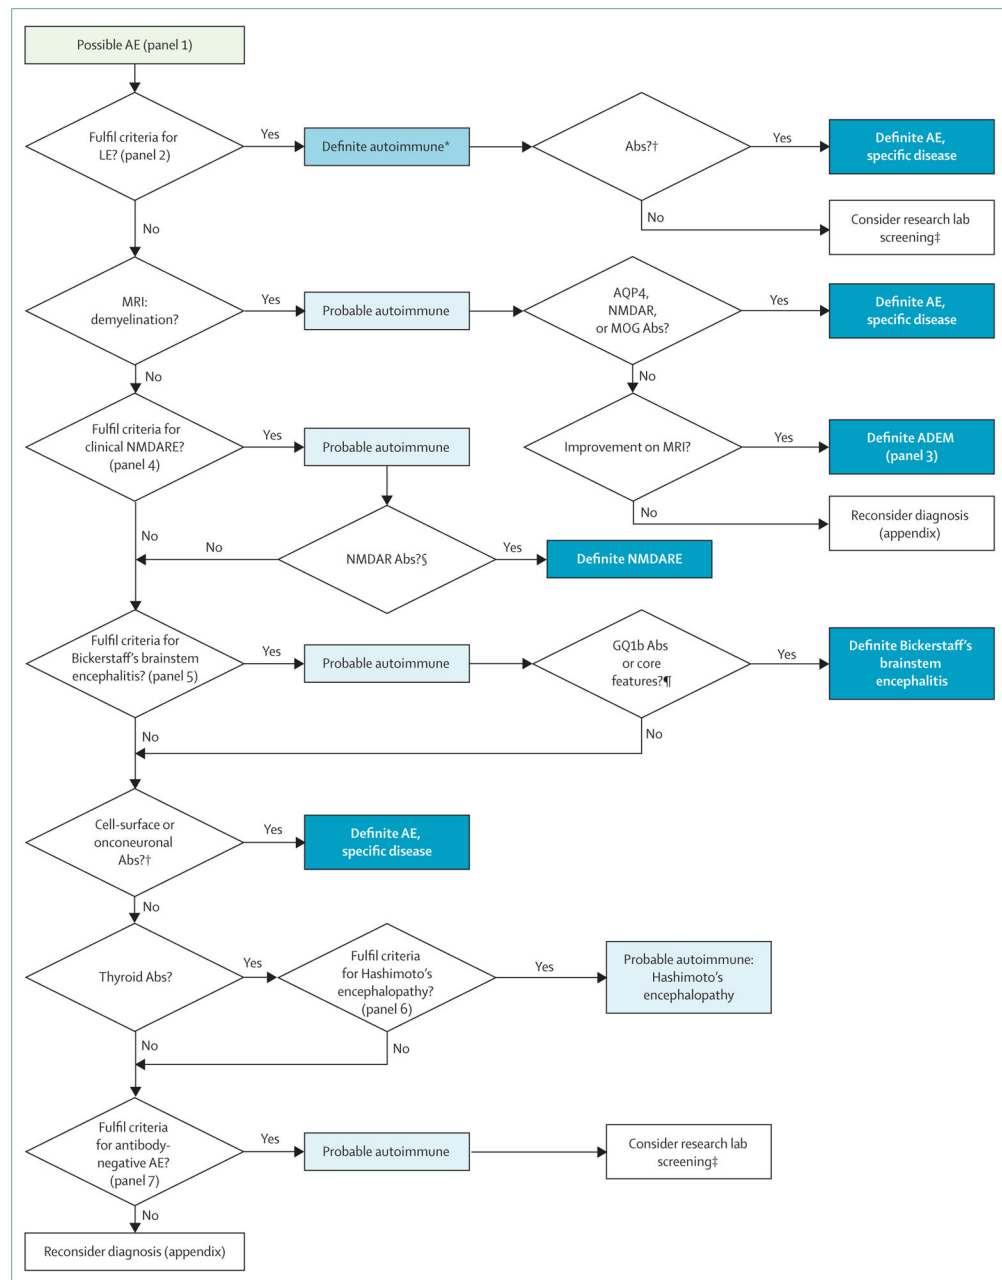 Possible AE (panel 1)
Fulfil criteria for
LE? (panel 2)
Yes
Definite autoimmune*
Abs?†
Yes
Definite AE,
specific disease
No
Consider research lab
screening‡
No
MRI:
demyelination?
Yes
Probable autoimmune
AQP4,
NMDAR,
or MOG Abs?
Yes
Definite AE,
specific disease
No
No
Fulfil criteria for
clinical NMDARE?
(panel 4)
Yes
Probable autoimmune
Improvement on MRI?
Yes
Definite ADEM
(panel 3)
No
Reconsider diagnosis
(appendix)
No
No
NMDAR Abs?§
Yes
Definite NMDARE
Fulfil criteria for
Bickerstaff's brainstem
encephalitis? (panel 5)
Yes
Probable autoimmune
GQ1b Abs
or core
features?¶
Yes
Definite Bickerstaff's
brainstem
encephalitis
No
No
Cell-surface or
onconeuronal
Abs?†
Yes
Definite AE,
specific disease
No
Thyroid Abs?
Yes
Fulfil criteria
for Hashimoto's
encephalopathy?
(panel 6)
Yes
Probable autoimmune:
Hashimoto's
encephalopathy
No
No
Fulfil criteria
for antibody-
negative AE?
(panel 7)
Yes
Probable autoimmune
Consider research lab
screening‡
No
Reconsider diagnosis (appendix)